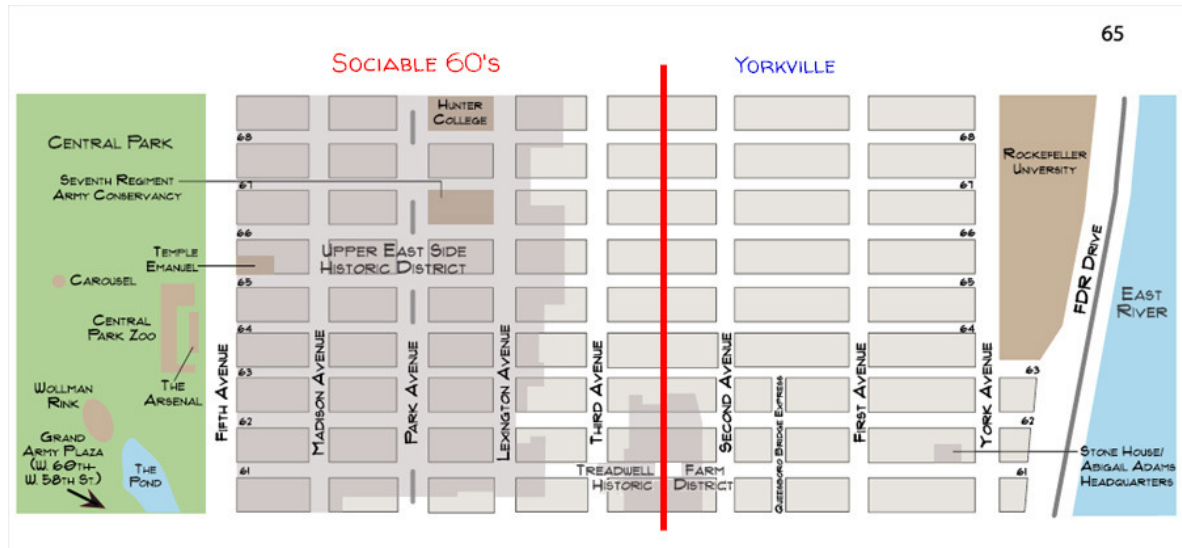 65
SOCIABLE 60'S
YORKVILLE
HUNTER
COLLEGE
68
68
CENTRAL PARK
ROCKEFELLER
UNVERSITY
SEVENTH REGIMENT
ARMY CONSERVANCY
67
67
66
66
TEMPLE
EMANUEL
UPPER EAST SIDE
HISTORIC DISTRICT
CAROUSEL
65
65
FDR DRIVE
EAST
RIVER
CENTRAL
PARK ZOO
64
64
THE
ARSENAL
FIFTH AVENUE
MADISON AVENUE
PARK AVENUE
LEXINGTON AVENUE
THIRD AVENUE
SECOND AVENUE
QUEESBORO BRIDGE EXPRESS
FIRST AVENUE
YORK AVENUE
63
63
WOLLMAN
RINK
62
62
GRAND
ARMY PLAZA
(W. 60TH-
W. 58TH ST)
THE
POND
61
61
TREADWELL FARM
HISTORIC DISTRICT
STONE HOUSE/
ABIGAIL ADAMS
HEADQUARTERS